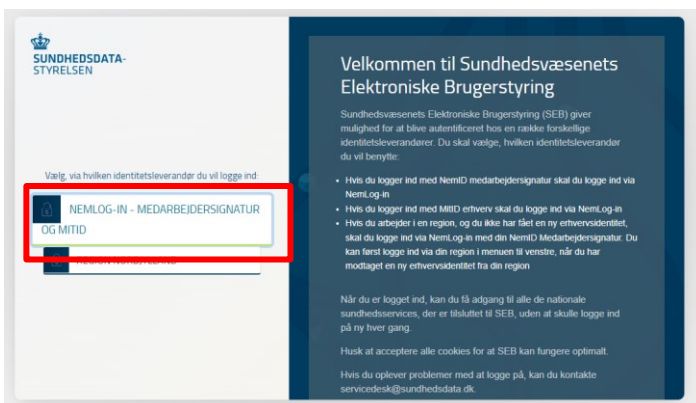 SUNDHEDSDATA-
STYRELSEN
Vælg, via hvilken identitetsleverandør du vil logge ind:
NEMLOG-IN - MEDARBEJDERSIGNATUR
OG MITID
REGION NORDJYLLAND
Velkommen til Sundhedsvæsenets
Elektroniske Brugerstyring
Sundhedsvæsenets Elektroniske Brugerstyring (SEB) giver
mulighed for at blive autentificeret hos en række forskellige
identitetsleverandører. Du skal vælge, hvilken identitetsleverandør
du vil benytte:
• Hvis du logger ind med NemID medarbejdersignatur skal du logge ind via
NemLog-in
• Hvis du logger ind med MitID erhverv skal du logge ind via NemLog-in
• Hvis du arbejder i en region, og du ikke har fået en ny erhvervsidentitet,
skal du logge ind via NemLog-in med din NemID Medarbejdersignatur. Du
kan først logge ind via din region i menuen til venstre, når du har
modtaget en ny erhvervsidentitet fra din region
Når du er logget ind, kan du få adgang til alle de nationale
sundhedsservices, der er tilsluttet til SEB, uden at skulle logge ind
på ny hver gang.
Husk at acceptere alle cookies for at SEB kan fungere optimalt.
Hvis du oplever problemer med at logge på, kan du kontakte
servicedesk@sundhedsdata.dk.